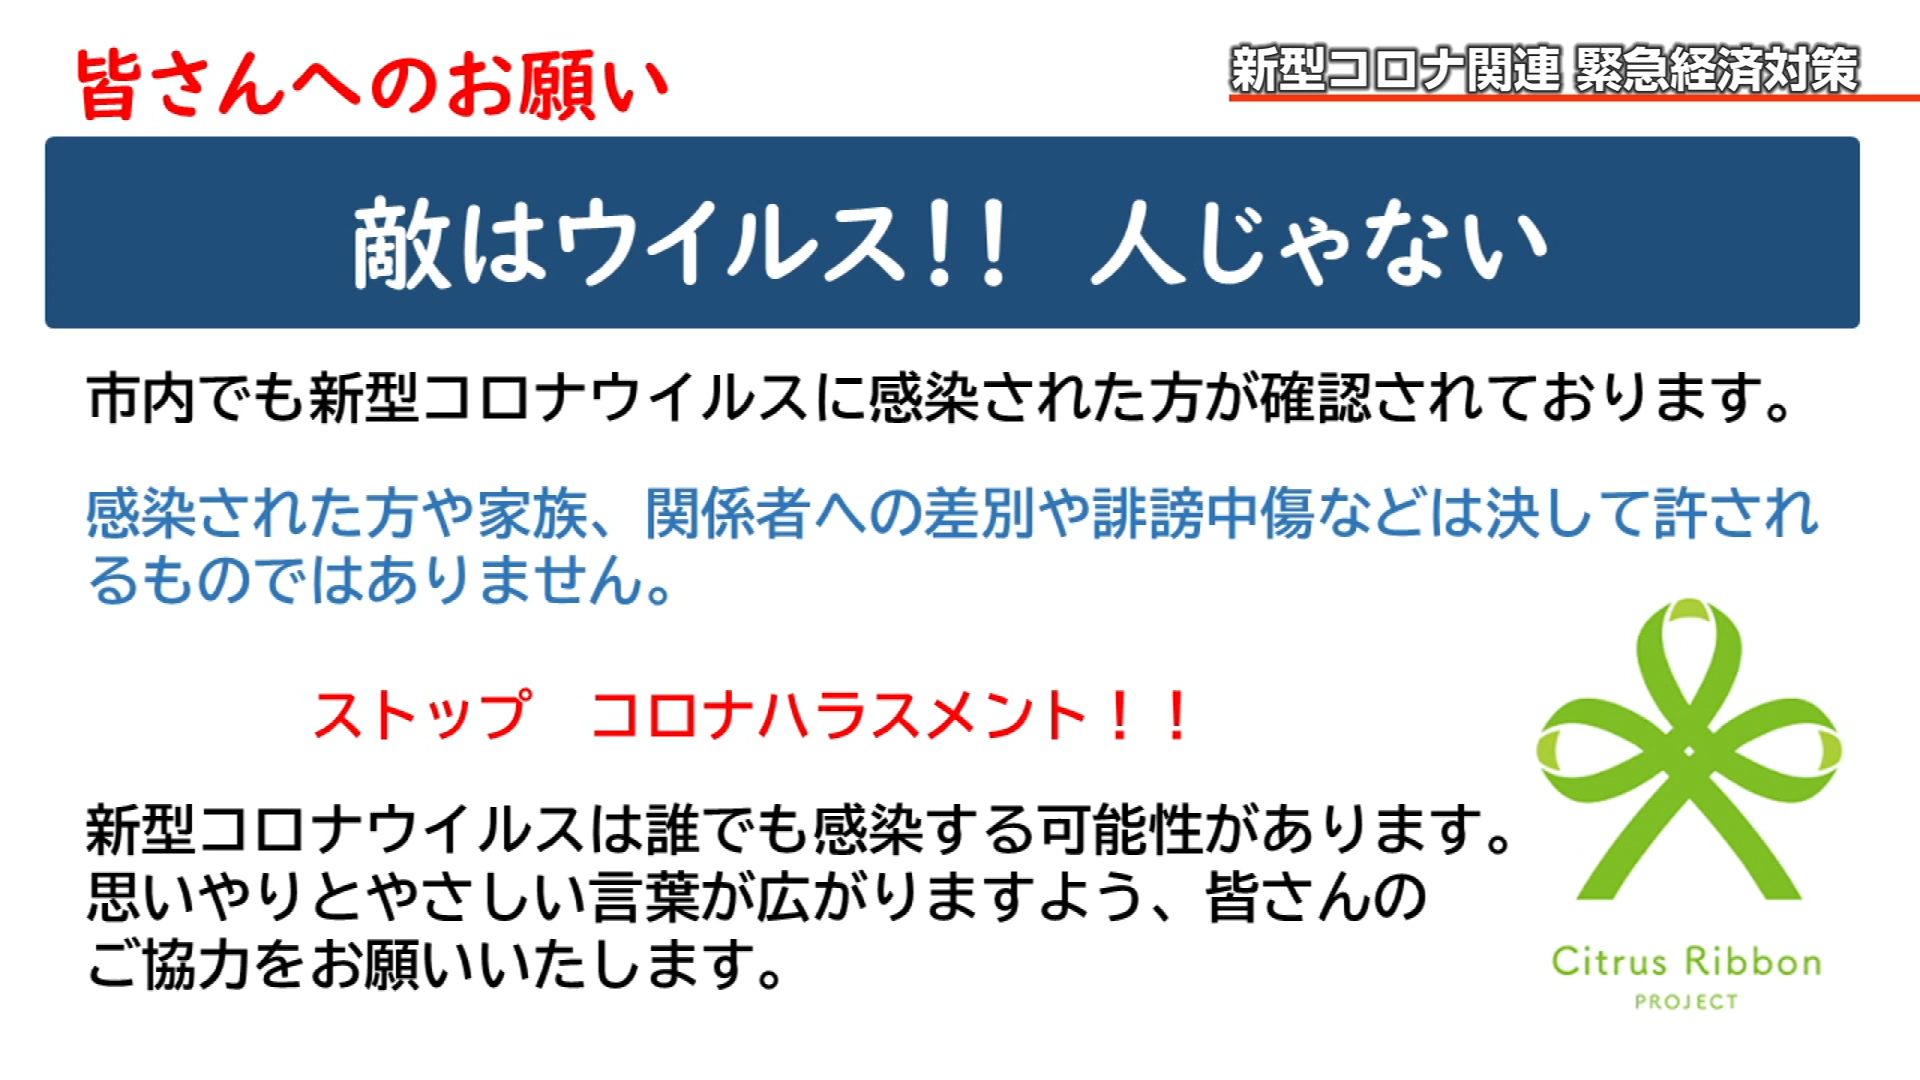 皆さんへのお願い
新型コロナ関連 緊急経済対策
敵はウイルス!! 人じゃない
市内でも新型コロナウイルスに感染された方が確認されております。
感染された方や家族、関係者への差別や誹謗中傷などは決して許され
るものではありません。
ストップ　コロナハラスメント！！
新型コロナウイルスは誰でも感染する可能性があります。
思いやりとやさしい言葉が広がりますよう、皆さんの
ご協力をお願いいたします。
Citrus Ribbon
PROJECT